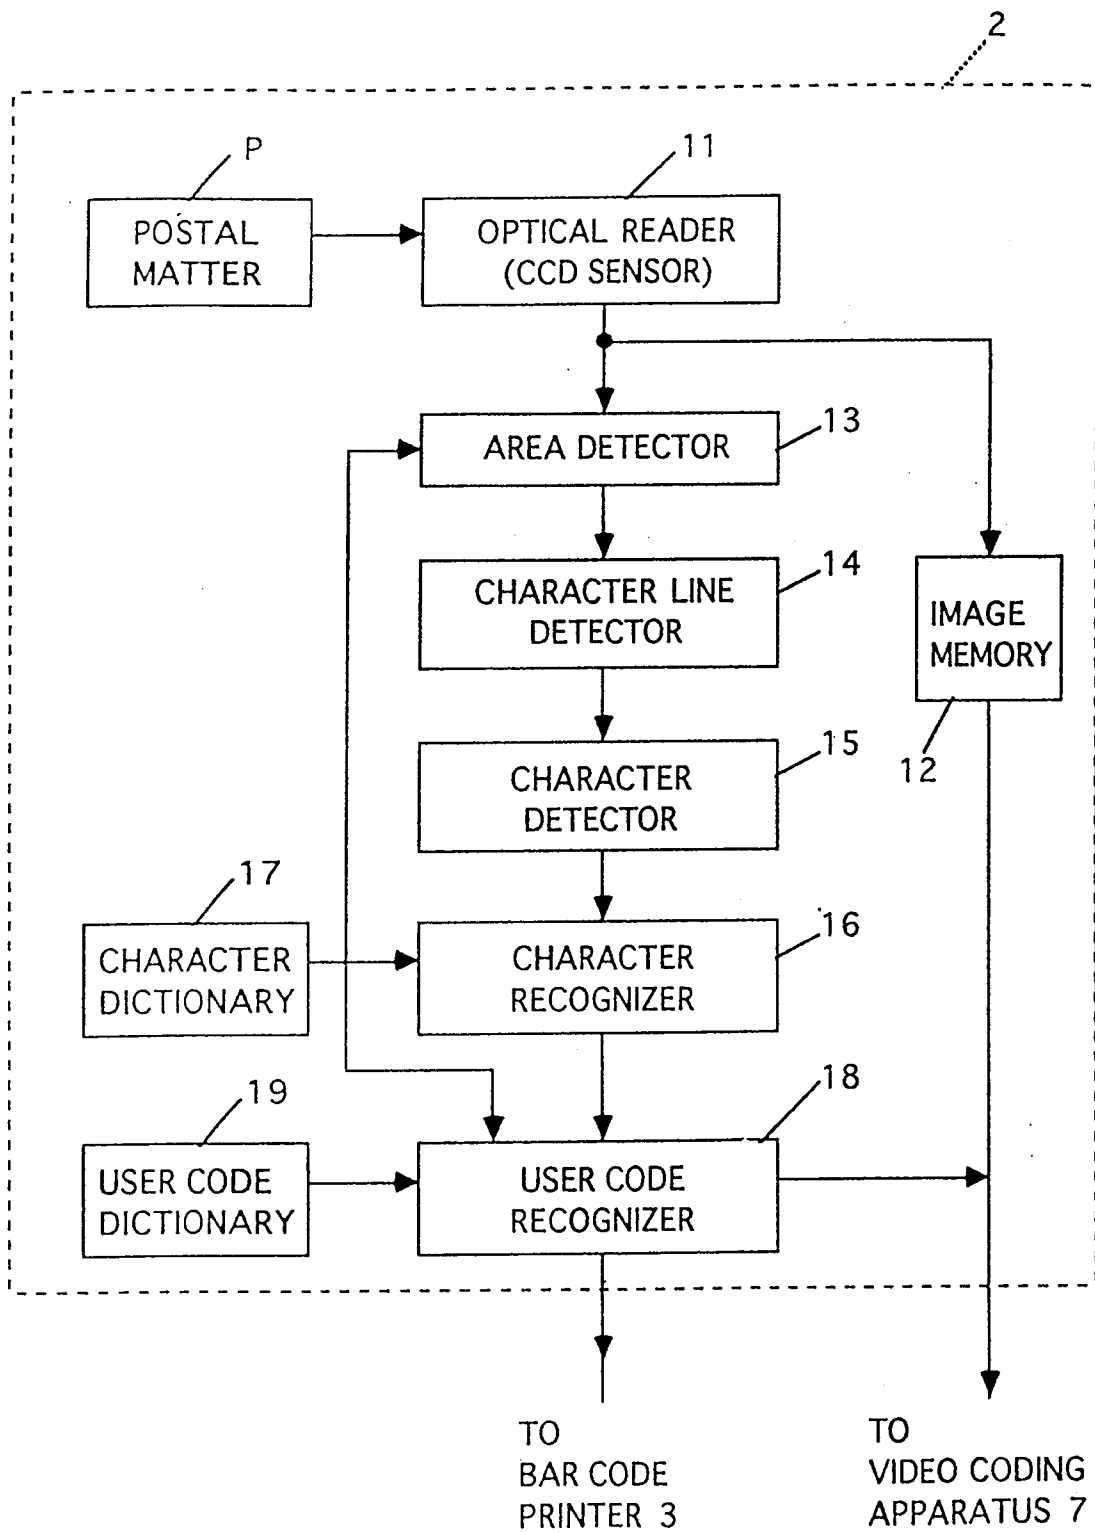 2
P
11
POSTAL
MATTER
OPTICAL READER
(CCD SENSOR)
13
AREA DETECTOR
14
CHARACTER LINE
DETECTOR
IMAGE
MEMORY
12
15
CHARACTER
DETECTOR
17
16
CHARACTER
DICTIONARY
CHARACTER
RECOGNIZER
19
18
USER CODE
DICTIONARY
USER CODE
RECOGNIZER
TO
BAR CODE
PRINTER 3
TO
VIDEO CODING
APPARATUS 7